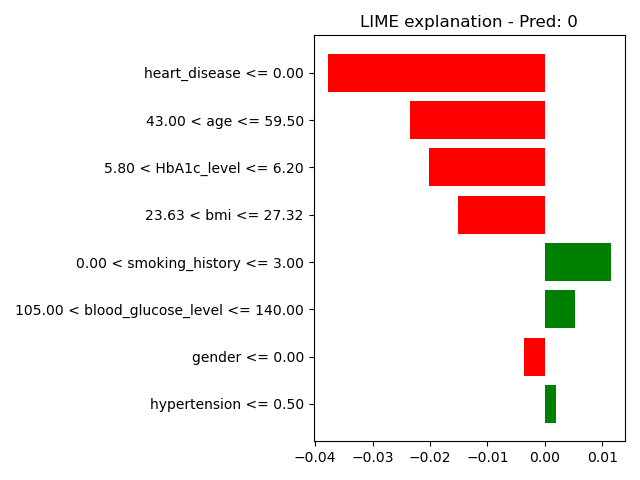 LIME explanation - Pred: 0
heart_disease <= 0.00
43.00 < age <= 59.50
5.80 < HbA1c_level <= 6.20
23.63 < bmi <= 27.32
0.00 < smoking_history <= 3.00
105.00 < blood_glucose_level <= 140.00
gender <= 0.00
hypertension <= 0.50
−0.04 −0.03 −0.02 −0.01 0.00 0.01